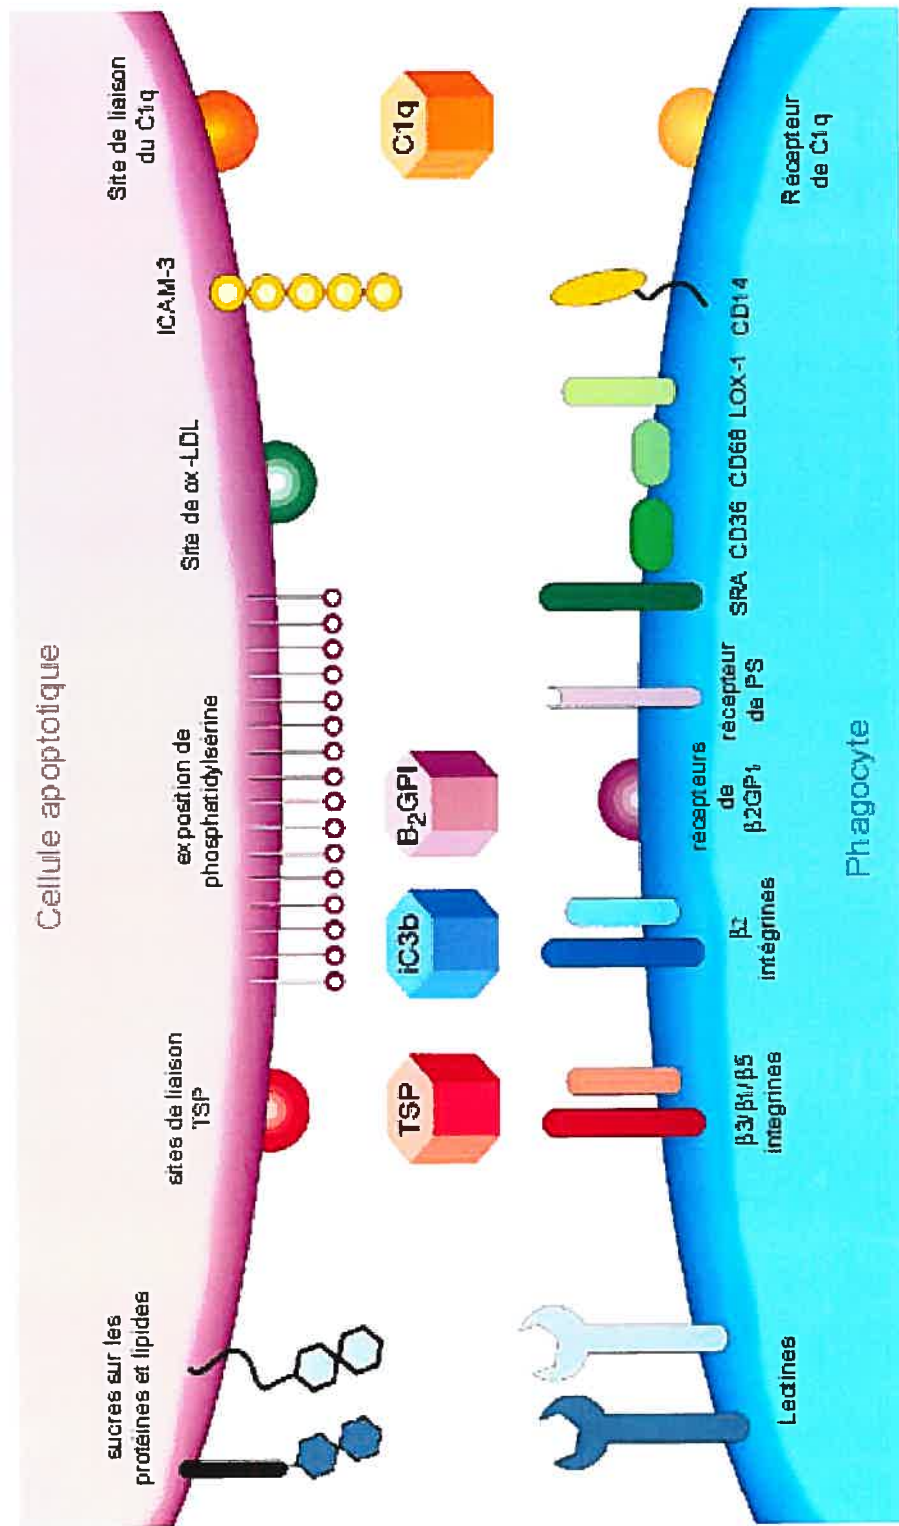 Cellule apoptotique
sucres sur les
protéines et lipides
sites de liaison
TSP
exposition de
phosphatidylsérine
Site de ox-LDL
ICAM-3
Site de liaison
du C1q
TSP
iC3b
B2GPI
C1q
Lectines
β3/β1/β5
intégrines
β2
intégrines
récepteurs
de
β2GP1
récepteur
de PS
SRA CD36 CD68 LOX-1 CD14
Récepteur
de C1q
Phagocyte